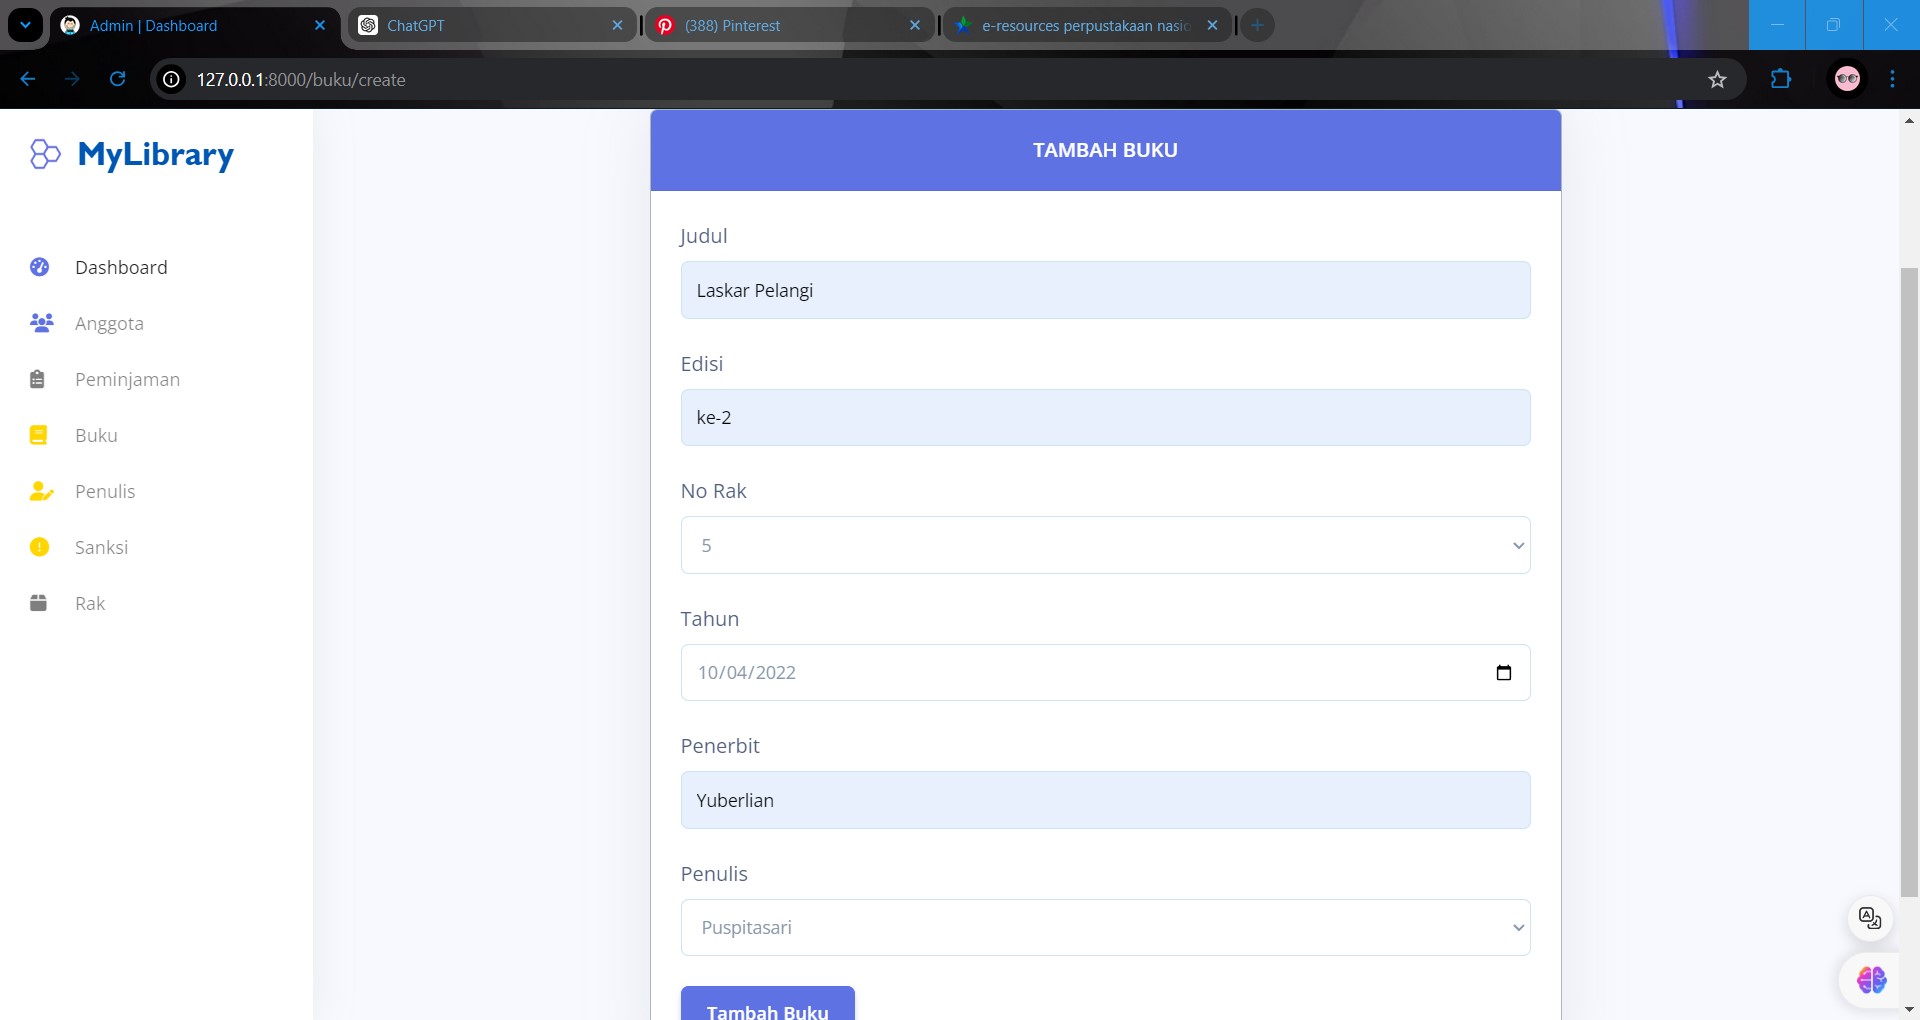 Admin | Dashboard
ChatGPT
(388) Pinterest
e-resources perpustakaan nasio
127.0.0.1:8000/buku/create
MyLibrary
Dashboard
Anggota
Peminjaman
Buku
Penulis
Sanksi
Rak
TAMBAH BUKU
Judul
Laskar Pelangi
Edisi
ke-2
No Rak
5
Tahun
10/04/2022
Penerbit
Yuberlian
Penulis
Puspitasari
Tambah Buku